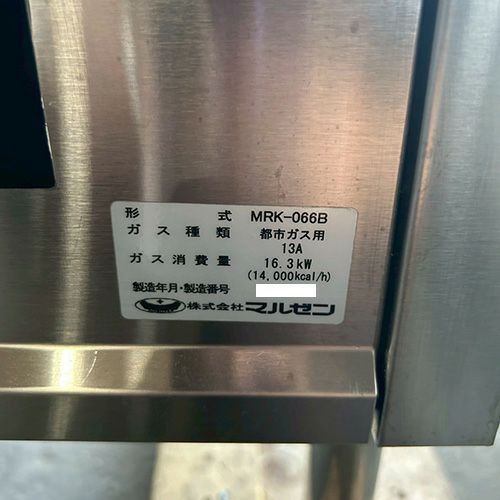 形式 MRK-066B
ガス種類 都市ガス用
13A
ガス消費量 16.3kW
(14,000kcal/h)
製造年月・製造番号
株式会社マルゼン